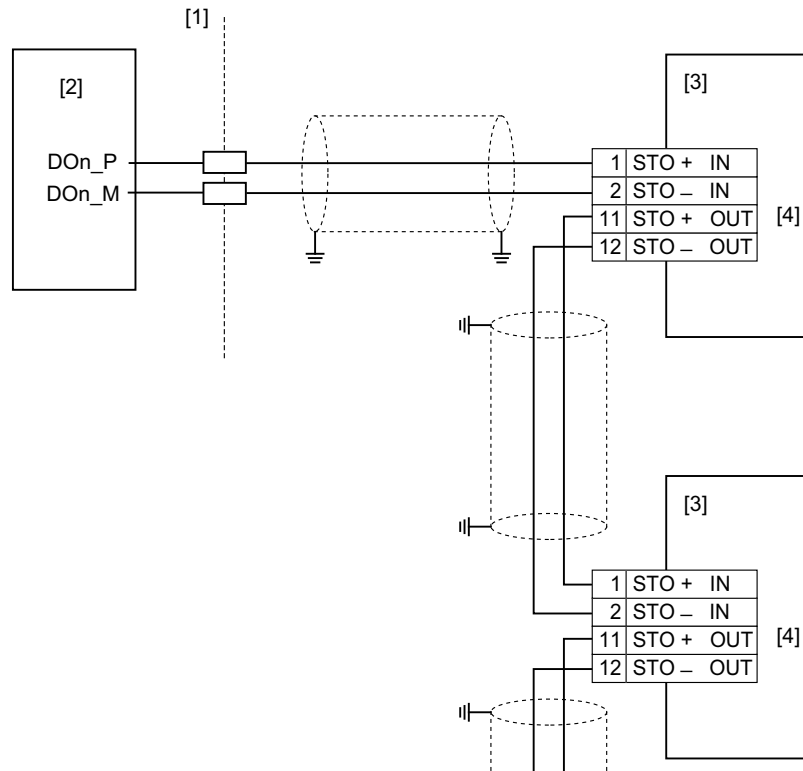 [1]
[2]
[3]
DOn_P
DOn_M
1 STO + IN
2 STO – IN
11 STO + OUT
12 STO – OUT
[4]
[3]
1 STO + IN
2 STO – IN
11 STO + OUT
12 STO – OUT
[4]